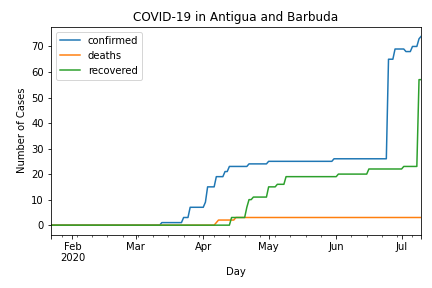 COVID-19 in Antigua and Barbuda
confirmed
deaths
recovered
Number of Cases
70
60
50
40
30
20
10
0
Feb Mar Apr May Jun Jul
2020
Day